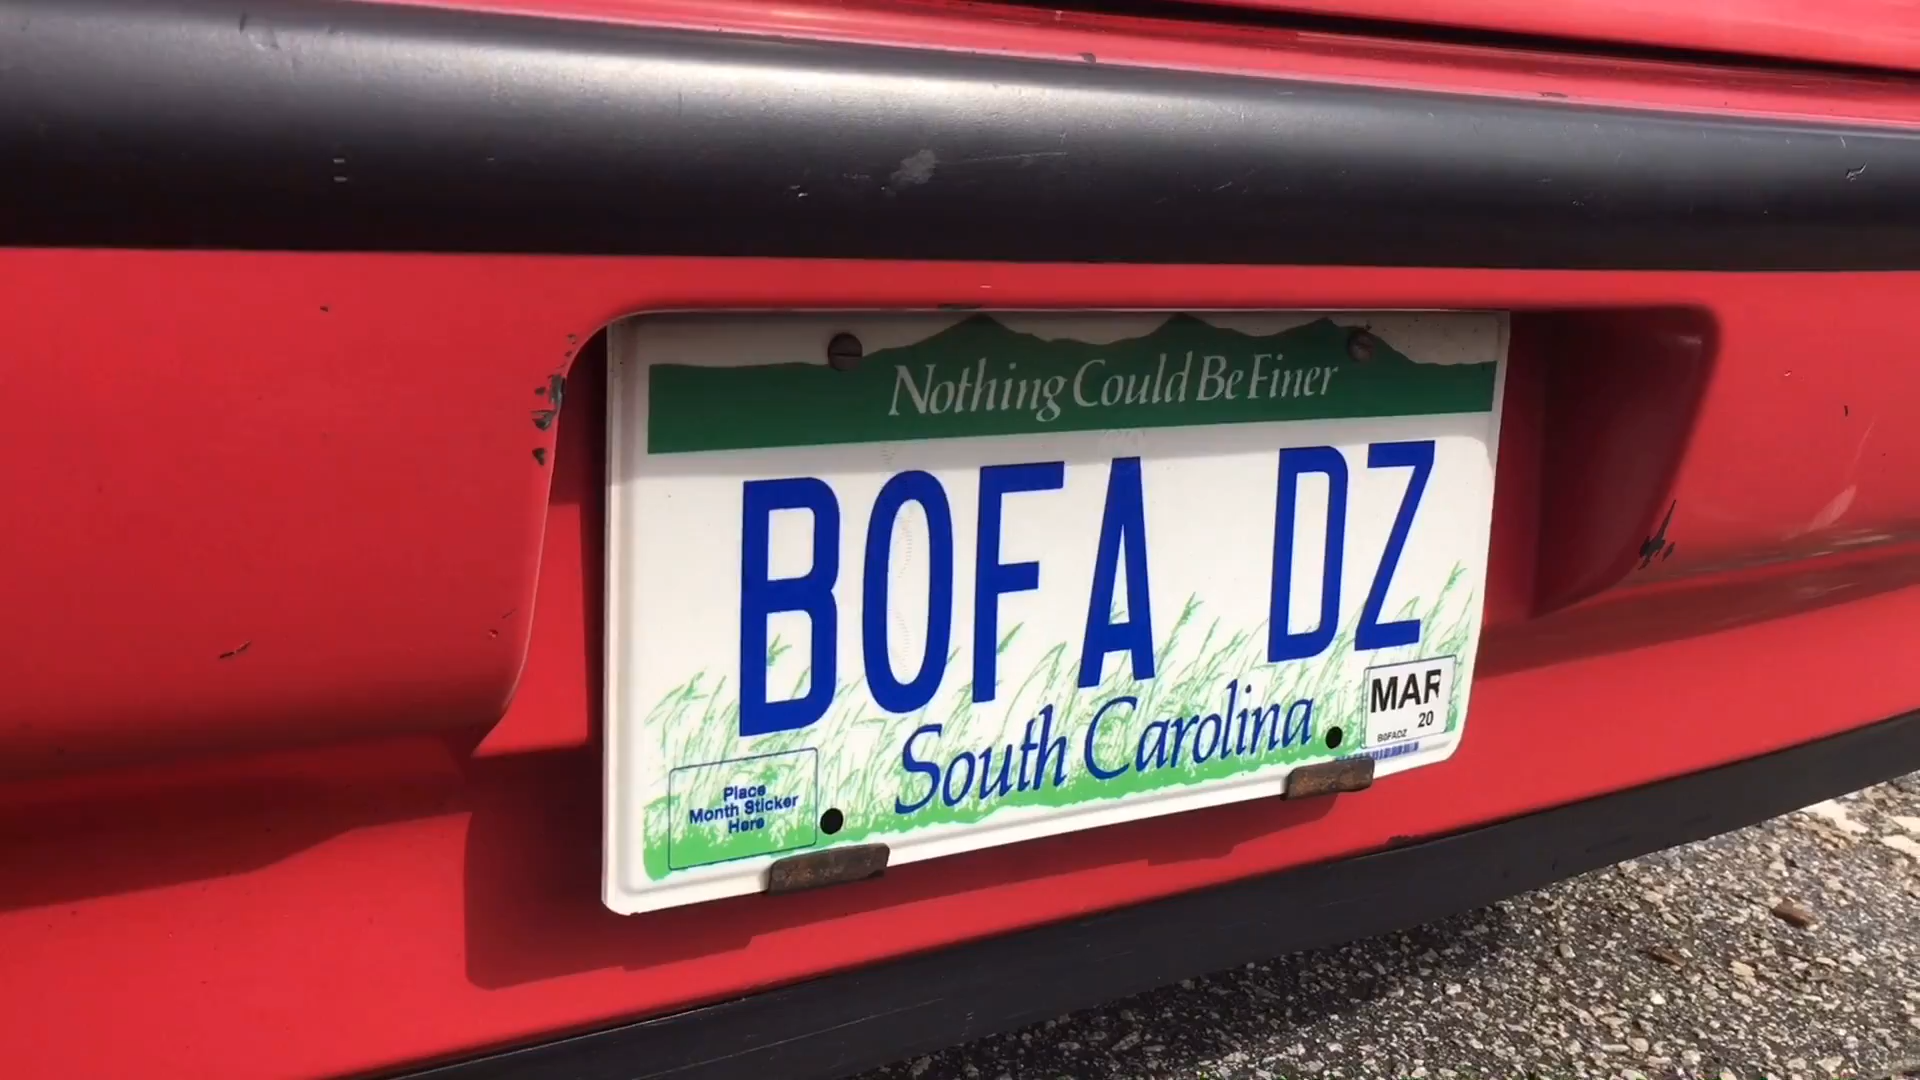 Nothing Could Be Finer
BOFA DZ
South Carolina
MAR
20
B0FADZ
Place
Month Sticker
Here